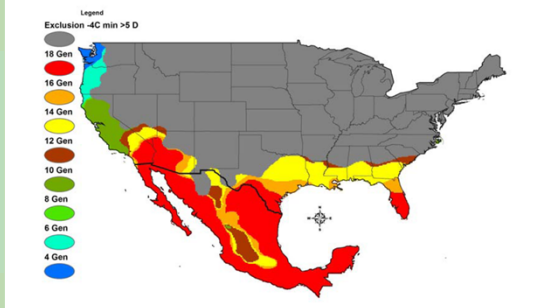 Legend
Exclusion -4C min >5 D
18 Gen
16 Gen
14 Gen
12 Gen
10 Gen
8 Gen
6 Gen
4 Gen